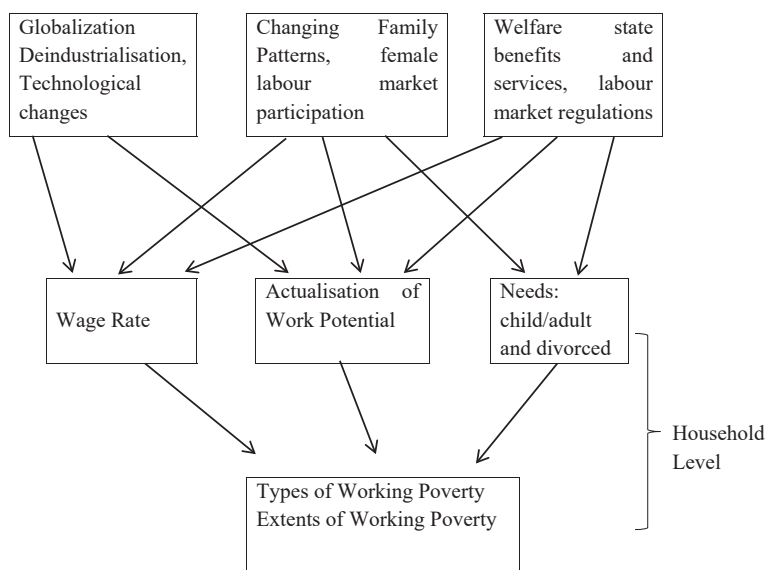 Globalization
Deindustrialisation,
Technological
changes
Changing Family
Patterns, female
labour market
participation
Welfare state
benefits and
services, labour
market regulations
Wage Rate
Actualisation of
Work Potential
Needs:
child/adult
and divorced
Household
Level
Types of Working Poverty
Extents of Working Poverty